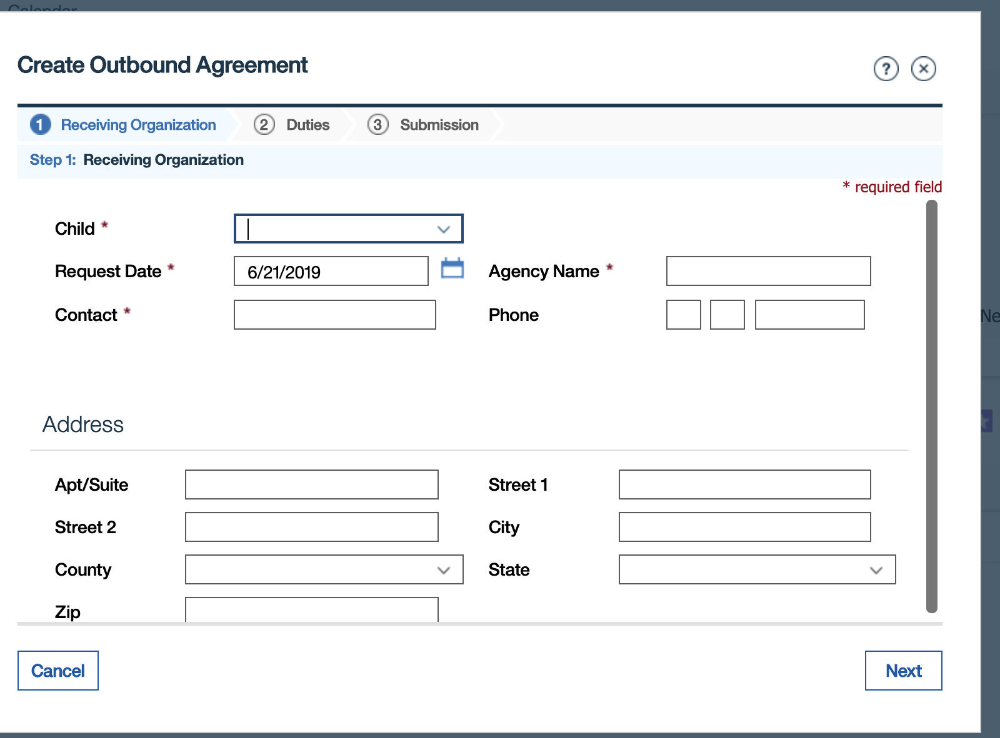 Calendar
Create Outbound Agreement
?
1 Receiving Organization 2 Duties 3 Submission
Step 1: Receiving Organization
* required field
Child *
Request Date * 6/21/2019 Agency Name *
Contact * Phone
Ne
Address
Apt/Suite Street 1
Street 2 City
County State
Zip
Cancel Next